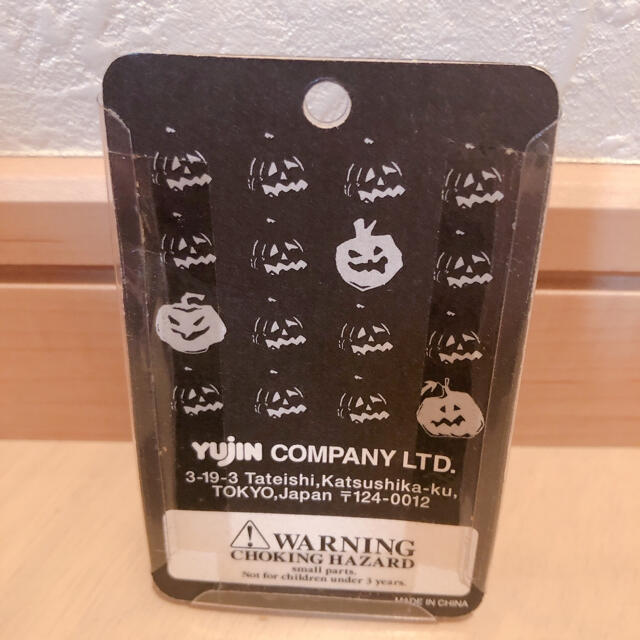 YUJIN COMPANY LTD.
3-19-3 Tateishi,Katsushika-ku,
TOKYO,Japan 〒124-0012
WARNING
CHOKING HAZARD
small parts.
Not for children under 3 years.
MADE IN CHINA